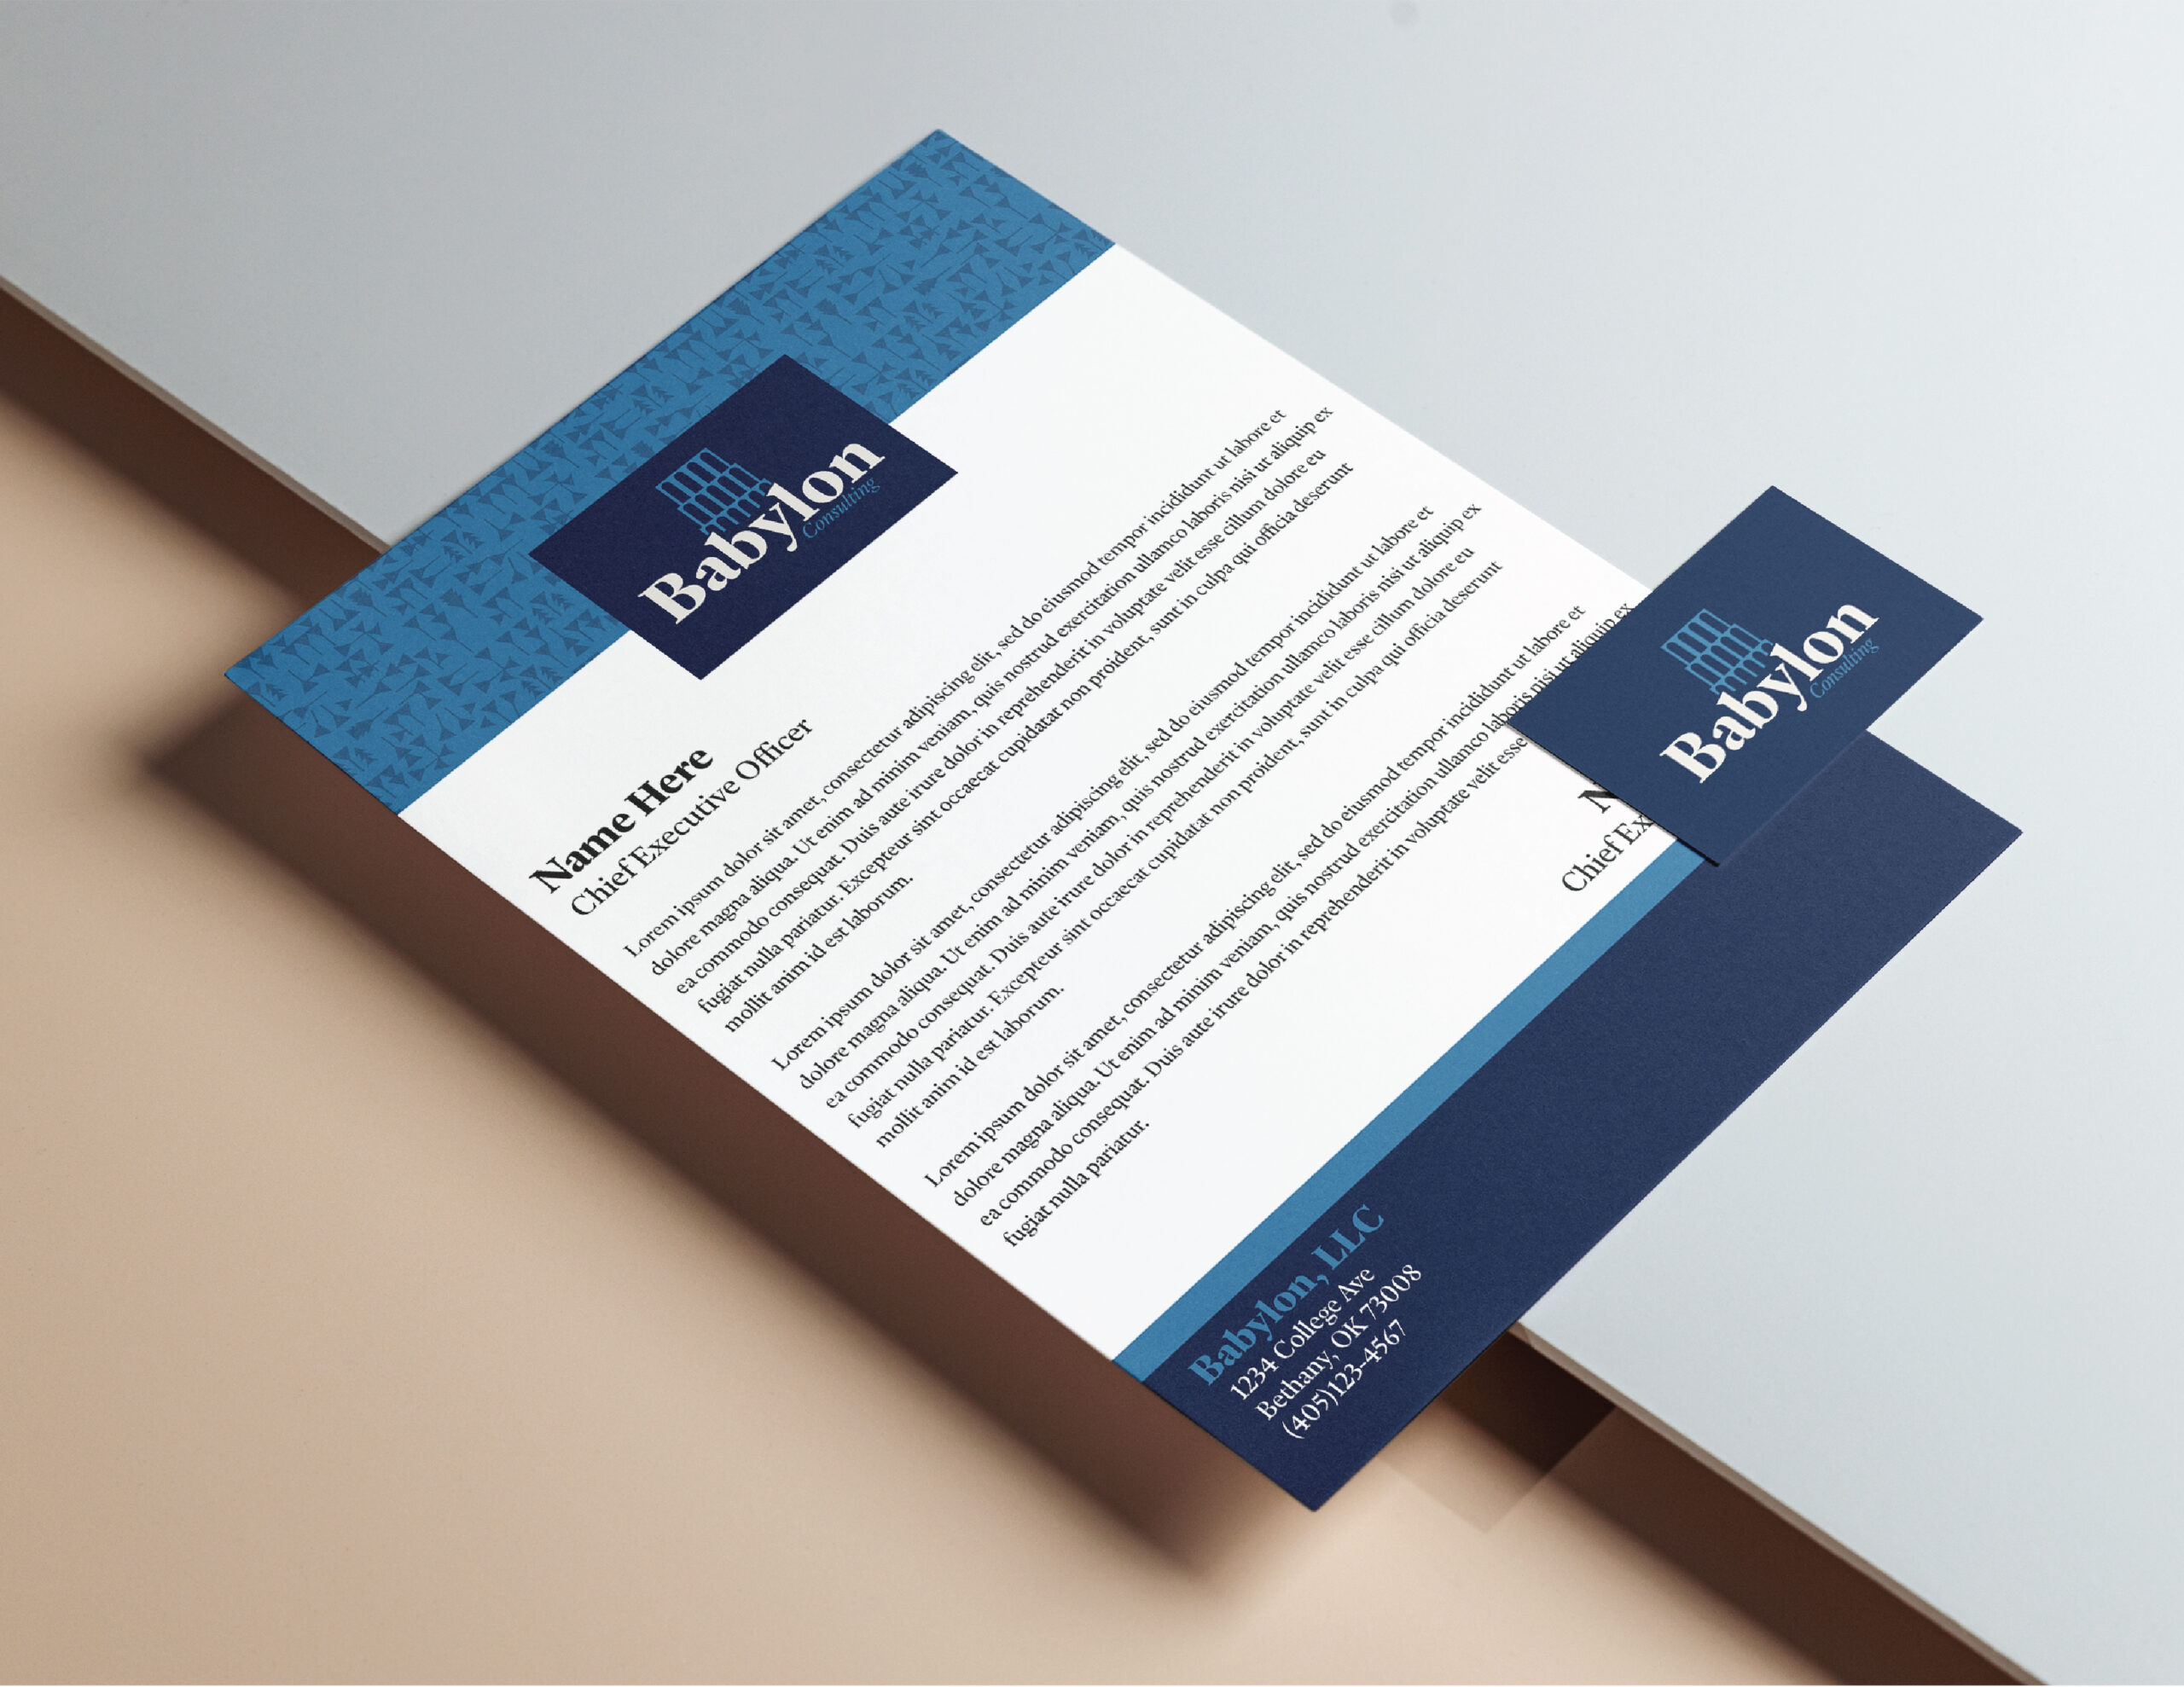 Babylon
Consulting
Name Here
Chief Executive Officer
Lorem ipsum dolor sit amet, consectetur adipiscing elit, sed do eiusmod tempor incididunt ut labore et
dolore magna aliqua. Ut enim ad minim veniam, quis nostrud exercitation ullamco laboris nisi ut aliquip ex
ea commodo consequat. Duis aute irure dolor in reprehenderit in voluptate velit esse cillum dolore eu
fugiat nulla pariatur. Excepteur sint occaecat cupidatat non proident, sunt in culpa qui officia deserunt
mollit anim id est laborum.
Lorem ipsum dolor sit amet, consectetur adipiscing elit, sed do eiusmod tempor incididunt ut labore et
dolore magna aliqua. Ut enim ad minim veniam, quis nostrud exercitation ullamco laboris nisi ut aliquip ex
ea commodo consequat. Duis aute irure dolor in reprehenderit in voluptate velit esse cillum dolore eu
fugiat nulla pariatur. Excepteur sint occaecat cupidatat non proident, sunt in culpa qui officia deserunt
mollit anim id est laborum.
Lorem ipsum dolor sit amet, consectetur adipiscing elit, sed do eiusmod tempor incididunt ut labore et
dolore magna aliqua. Ut enim ad minim veniam, quis nostrud exercitation ullamco laboris nisi ut aliquip ex
ea commodo consequat. Duis aute irure dolor in reprehenderit in voluptate velit esse
fugiat nulla pariatur.
N
Chief Ex
Babylon
Consulting
Babylon, LLC
1234 College Ave
Bethany, OK 73008
(405)123-4567